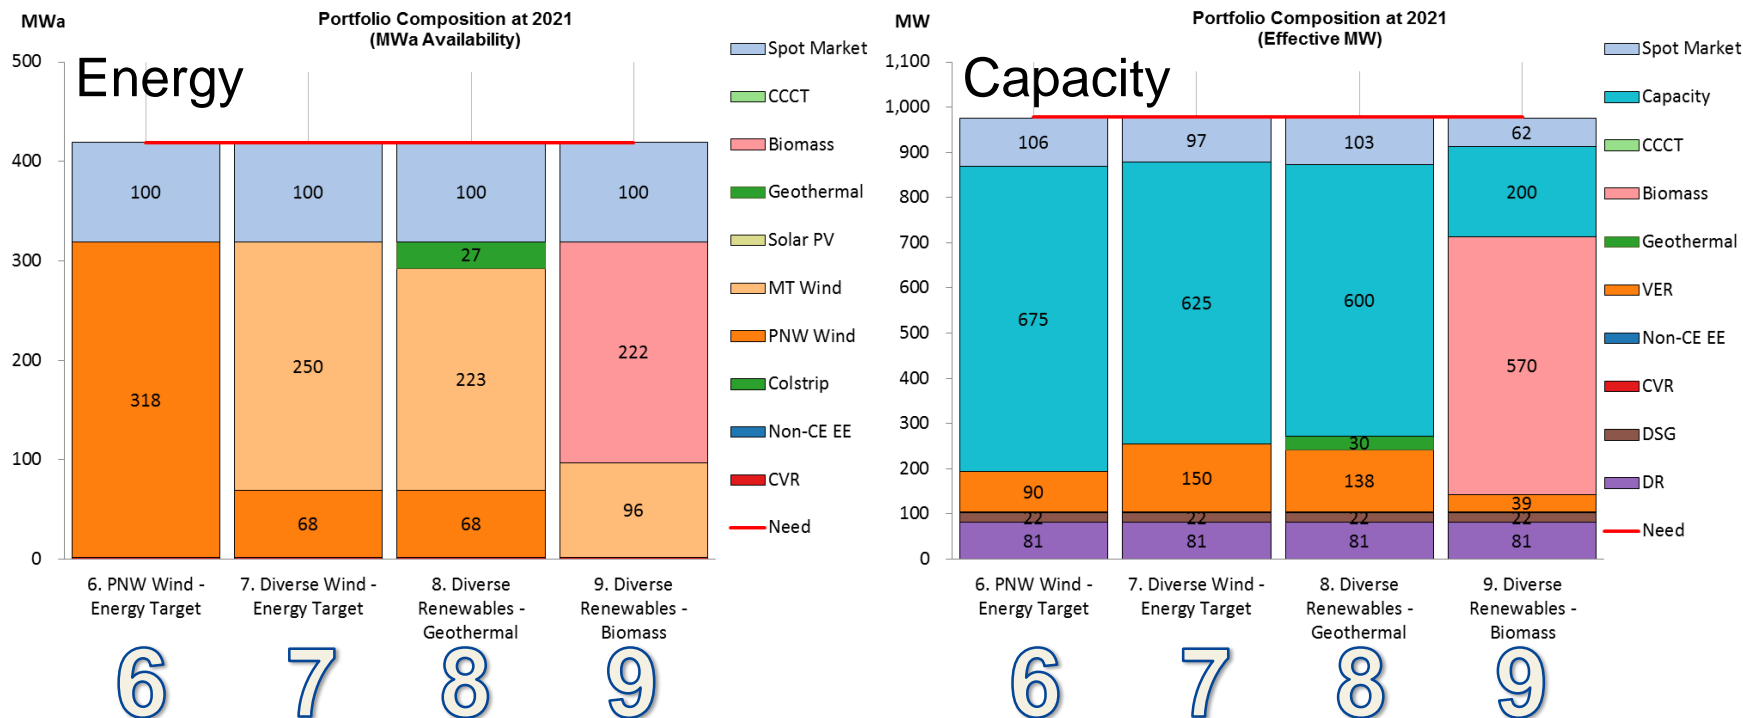 MWa
Portfolio Composition at 2021
(MWa Availability)
Energy
500
400
300
200
100
0
100
100
100
100
27
318
250
223
222
68
68
96
6. PNW Wind -
Energy Target
7. Diverse Wind -
Energy Target
8. Diverse
Renewables -
Geothermal
9. Diverse
Renewables -
Biomass
6
7
8
9
Spot Market
CCCT
Biomass
Geothermal
Solar PV
MT Wind
PNW Wind
Colstrip
Non-CE EE
CVR
Need
MW
Portfolio Composition at 2021
(Effective MW)
Capacity
1,100
1,000
900
800
700
600
500
400
300
200
100
0
106
97
103
62
675
625
600
200
570
30
90
150
138
39
22
22
22
22
81
81
81
81
6. PNW Wind -
Energy Target
7. Diverse Wind -
Energy Target
8. Diverse
Renewables -
Geothermal
9. Diverse
Renewables -
Biomass
6
7
8
9
Spot Market
Capacity
CCCT
Biomass
Geothermal
VER
Non-CE EE
CVR
DSG
DR
Need